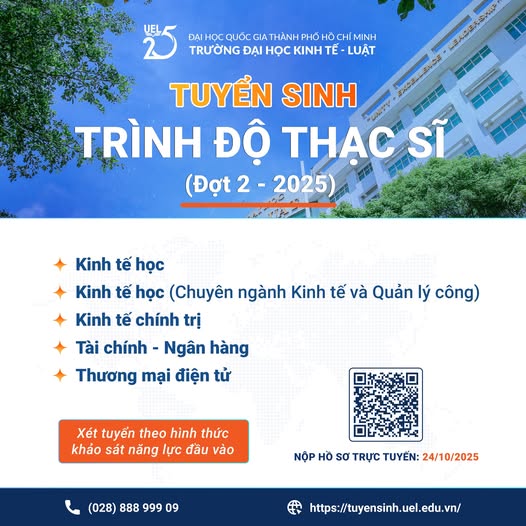 UEL
25
ĐẠI HỌC QUỐC GIA THÀNH PHỐ HỒ CHÍ MINH
TRƯỜNG ĐẠI HỌC KINH TẾ - LUẬT
UNITY - EXCELLENCE - LEADERSHIP
TUYỂN SINH
TRÌNH ĐỘ THẠC SĨ
(Đợt 2 - 2025)
Kinh tế học
Kinh tế học (Chuyên ngành Kinh tế và Quản lý công)
Kinh tế chính trị
Tài chính - Ngân hàng
Thương mại điện tử
Xét tuyển theo hình thức
khảo sát năng lực đầu vào
NỘP HỒ SƠ TRỰC TUYẾN: 24/10/2025
(028) 888 999 09
https://tuyensinh.uel.edu.vn/